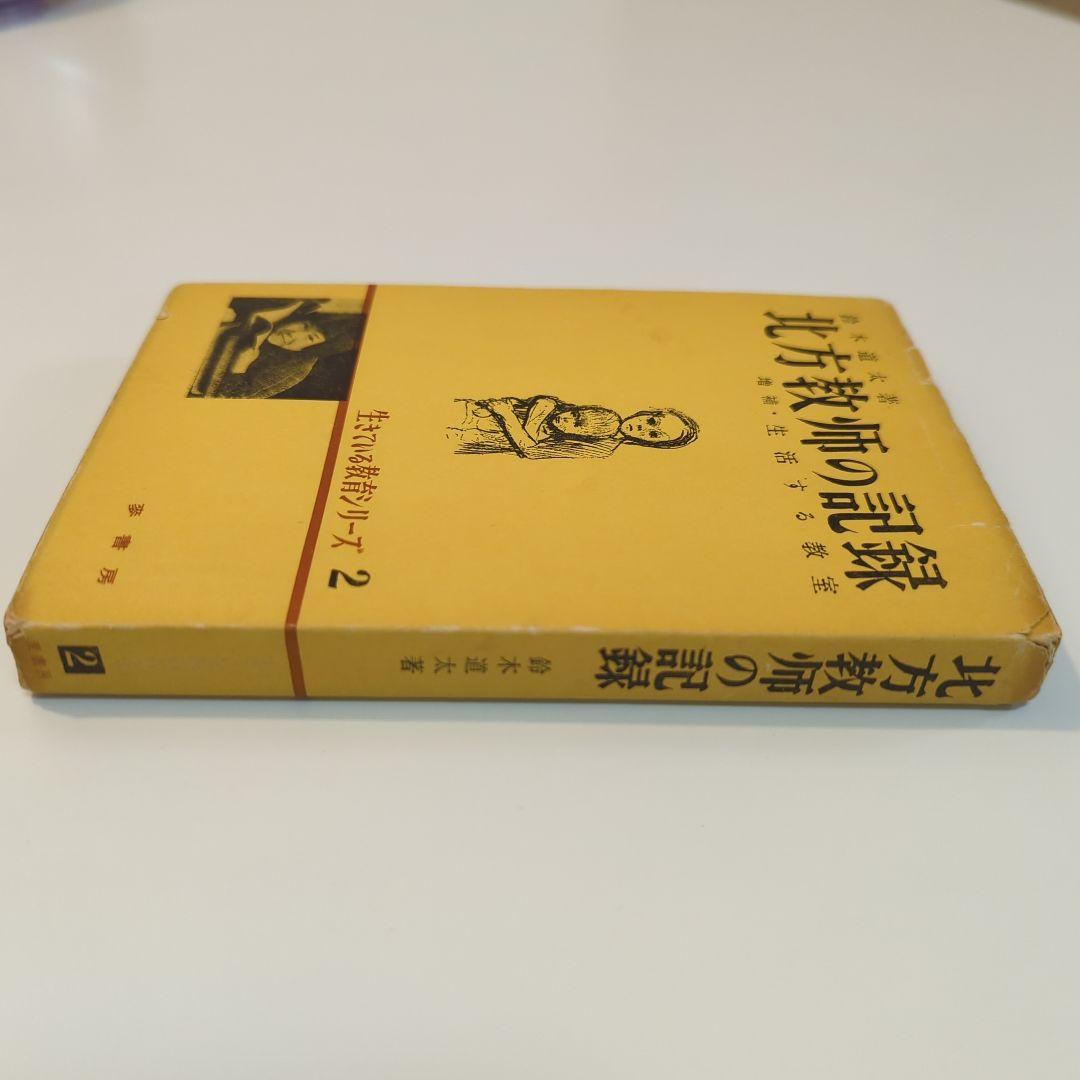 鈴木道太著
北方教師の記録
増補・生活する教室
生きている教育シリーズ 2
麥書房
北方教師の記録
鈴木道太著
2